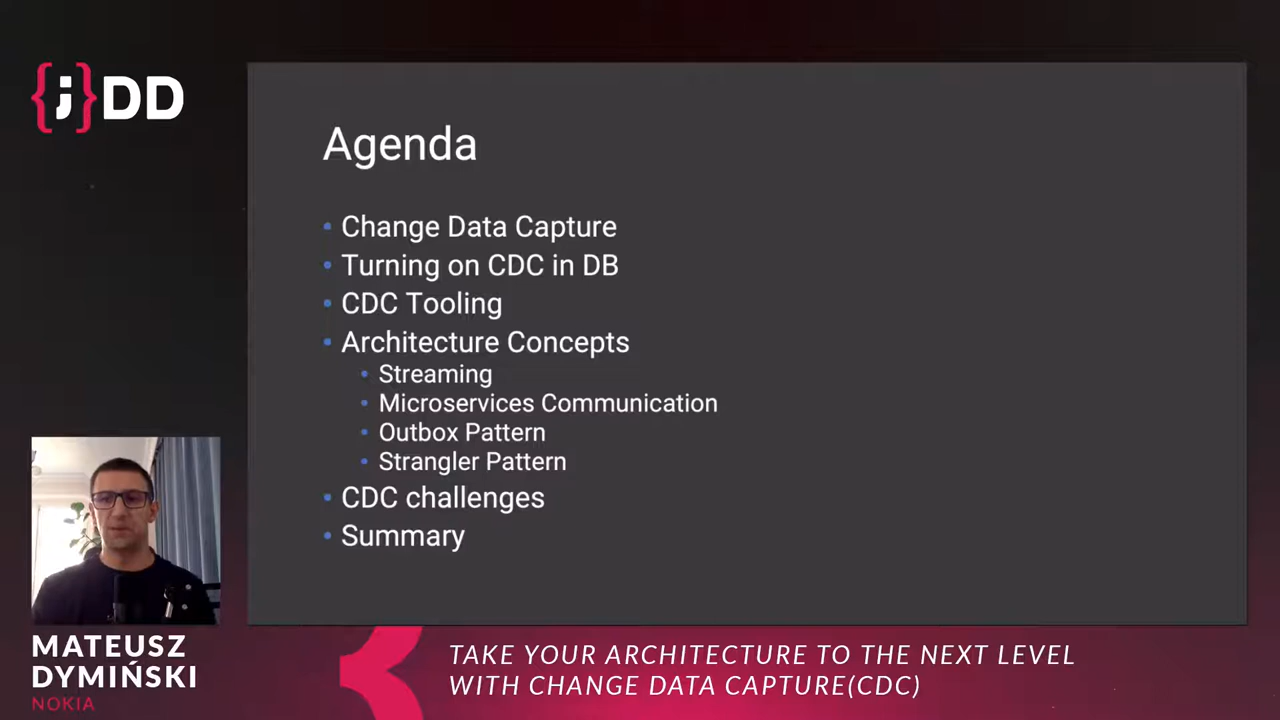 {;}DD
Agenda
• Change Data Capture
• Turning on CDC in DB
• CDC Tooling
• Architecture Concepts
• Streaming
• Microservices Communication
• Outbox Pattern
• Strangler Pattern
• CDC challenges
• Summary
MATEUSZ
DYMIŃSKI
NOKIA
TAKE YOUR ARCHITECTURE TO THE NEXT LEVEL
WITH CHANGE DATA CAPTURE(CDC)